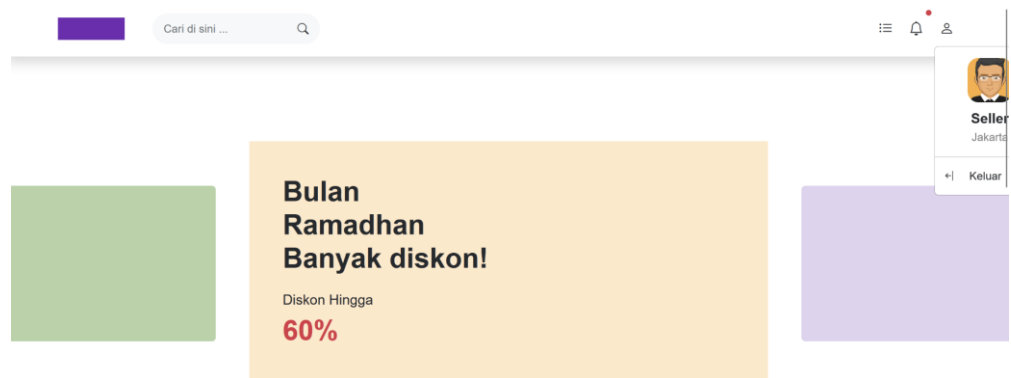 Cari di sini ...
Seller
Jakarta
Keluar
Bulan
Ramadhan
Banyak diskon!
Diskon Hingga
60%